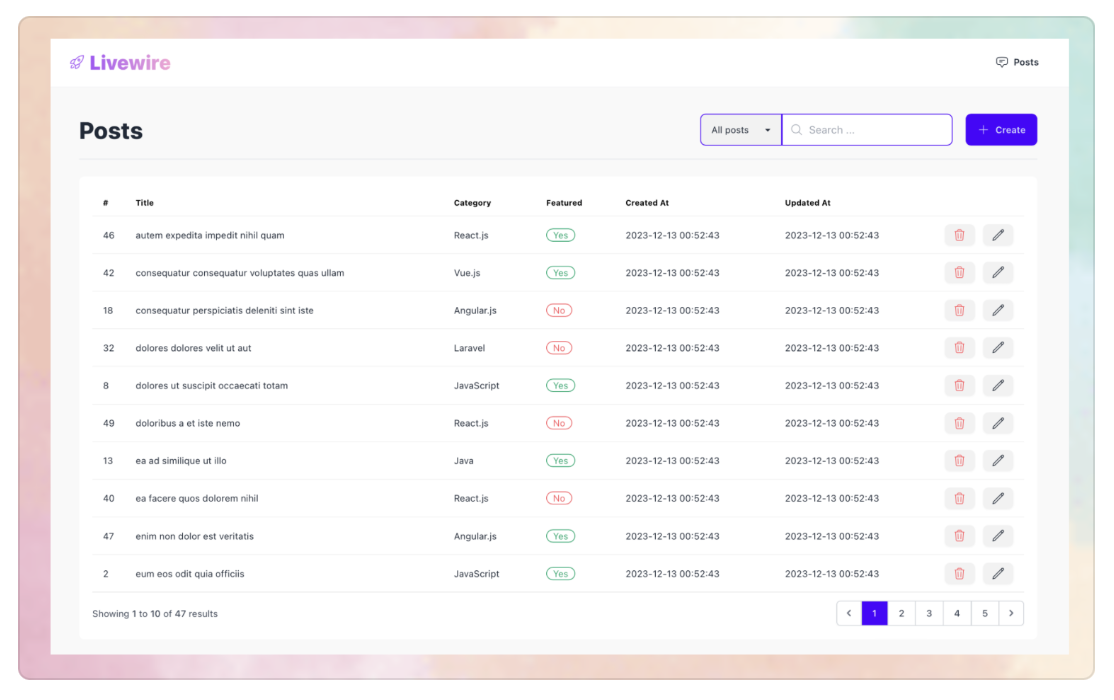 Livewire
Posts
Posts
All posts
Search ...
Create
# Title Category Featured Created At Updated At
46 autem expedita impedit nihil quam React.js Yes 2023-12-13 00:52:43 2023-12-13 00:52:43
42 consequatur consequatur voluptates quas ullam Vue.js Yes 2023-12-13 00:52:43 2023-12-13 00:52:43
18 consequatur perspiciatis deleniti sint iste Angular.js No 2023-12-13 00:52:43 2023-12-13 00:52:43
32 dolores dolores velit ut aut Laravel No 2023-12-13 00:52:43 2023-12-13 00:52:43
8 dolores ut suscipit occaecati totam JavaScript Yes 2023-12-13 00:52:43 2023-12-13 00:52:43
49 doloribus a et iste nemo React.js No 2023-12-13 00:52:43 2023-12-13 00:52:43
13 ea ad similique ut illo Java Yes 2023-12-13 00:52:43 2023-12-13 00:52:43
40 ea facere quos dolorem nihil React.js No 2023-12-13 00:52:43 2023-12-13 00:52:43
47 enim non dolor est veritatis Angular.js Yes 2023-12-13 00:52:43 2023-12-13 00:52:43
2 eum eos odit quia officiis JavaScript Yes 2023-12-13 00:52:43 2023-12-13 00:52:43
Showing 1 to 10 of 47 results
1 2 3 4 5